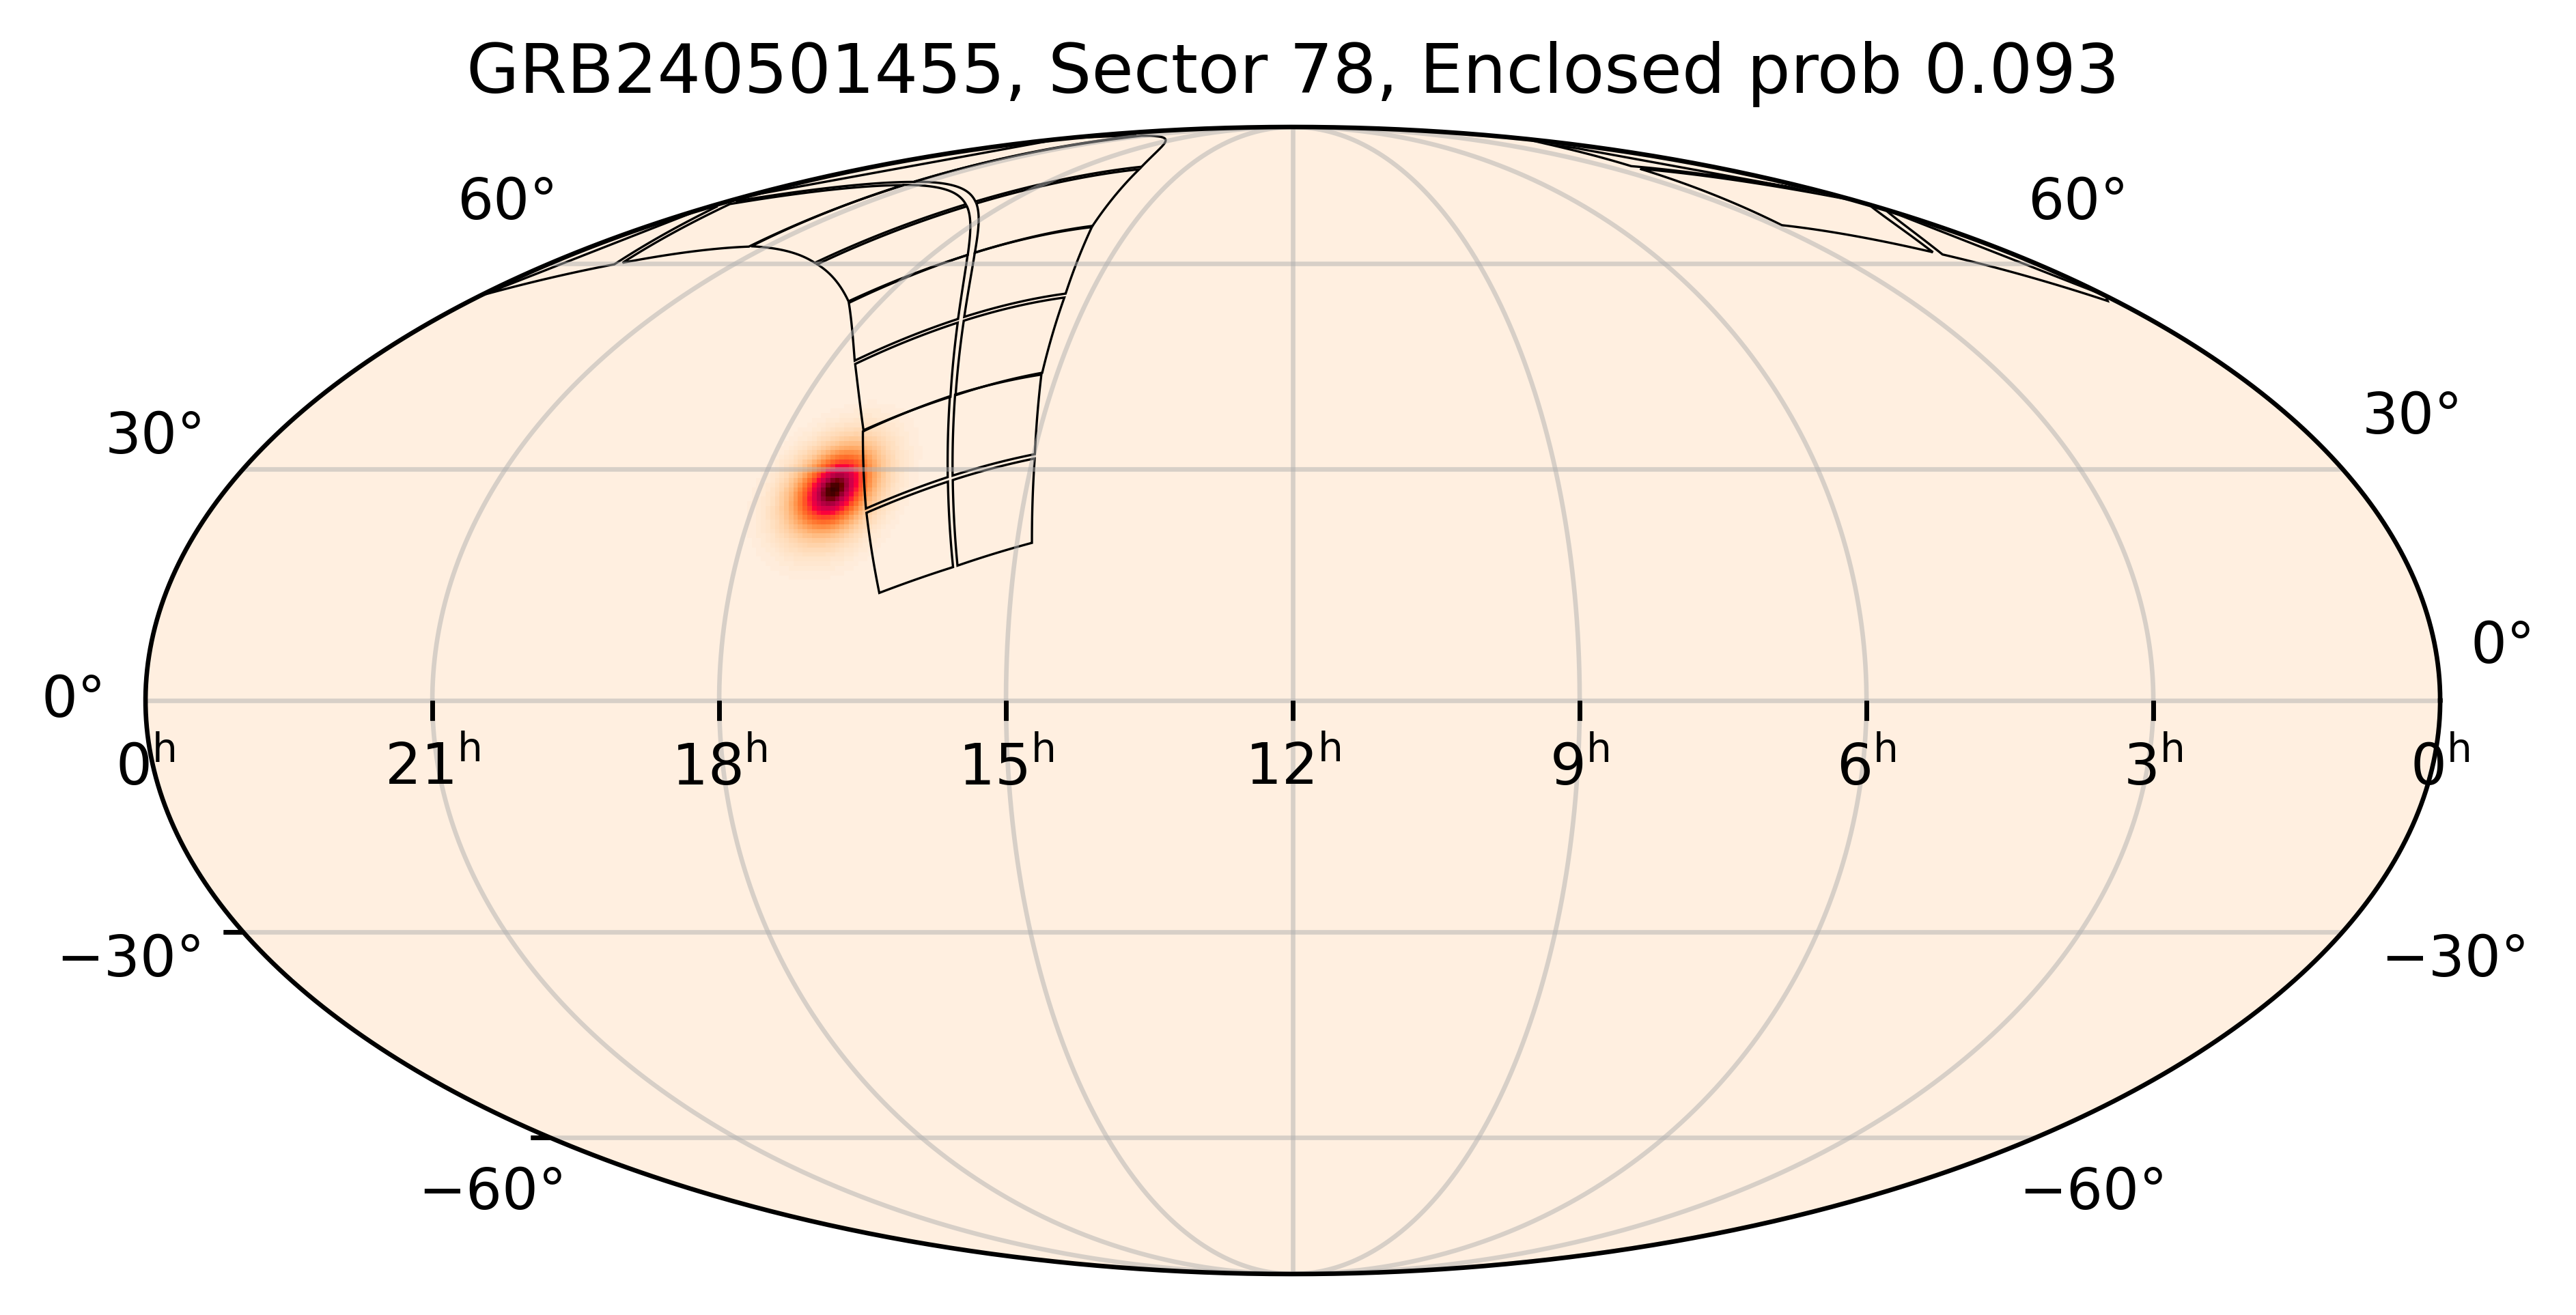 GRB240501455, Sector 78, Enclosed prob 0.093
60° 60°
30° 30°
0° 0°
0ʰ 21ʰ 18ʰ 15ʰ 12ʰ 9ʰ 6ʰ 3ʰ 0ʰ
−30° −30°
−60° −60°